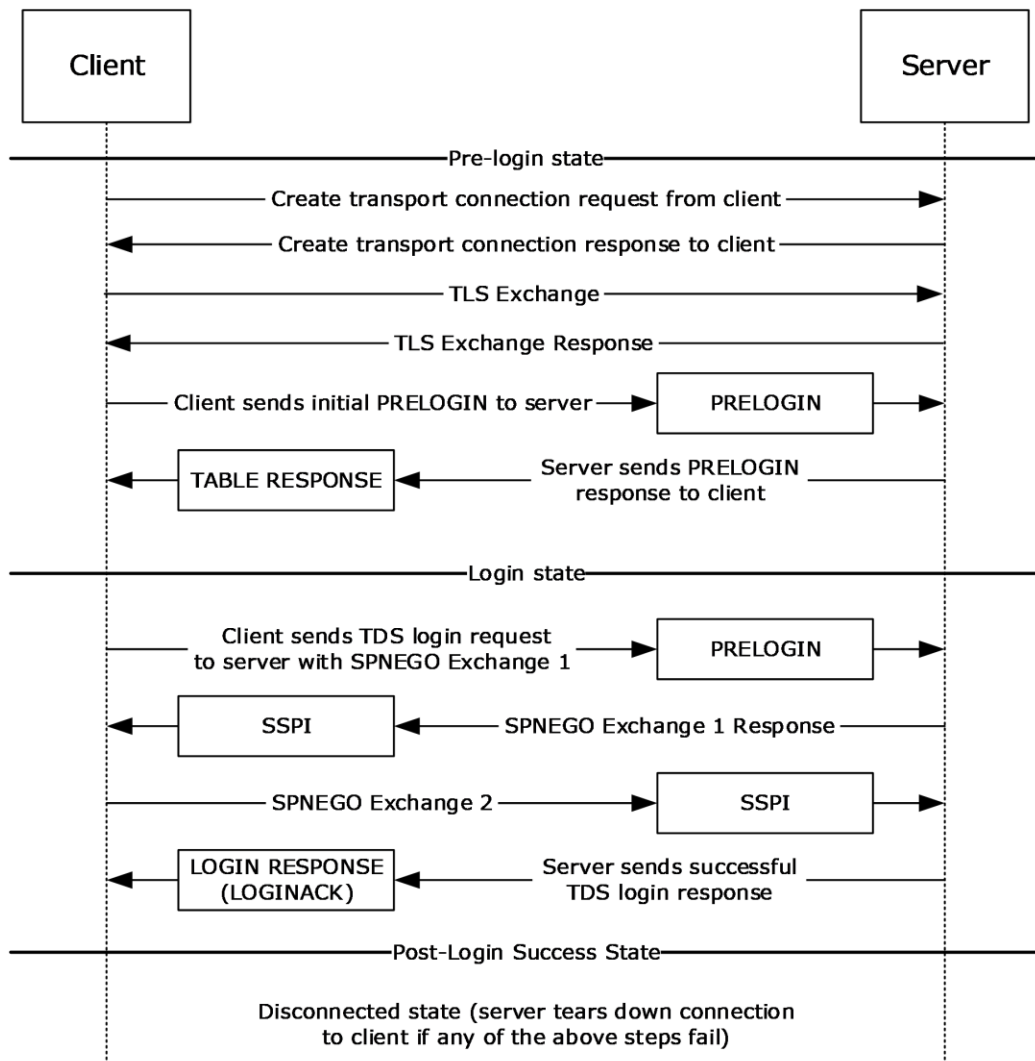 Client
Server
Pre-login state
Create transport connection request from client
Create transport connection response to client
TLS Exchange
TLS Exchange Response
Client sends initial PRELOGIN to server
PRELOGIN
TABLE RESPONSE
Server sends PRELOGIN
response to client
Login state
Client sends TDS login request
to server with SPNEGO Exchange 1
PRELOGIN
SSPI
SPNEGO Exchange 1 Response
SPNEGO Exchange 2
SSPI
LOGIN RESPONSE
(LOGINACK)
Server sends successful
TDS login response
Post-Login Success State
Disconnected state (server tears down connection
to client if any of the above steps fail)